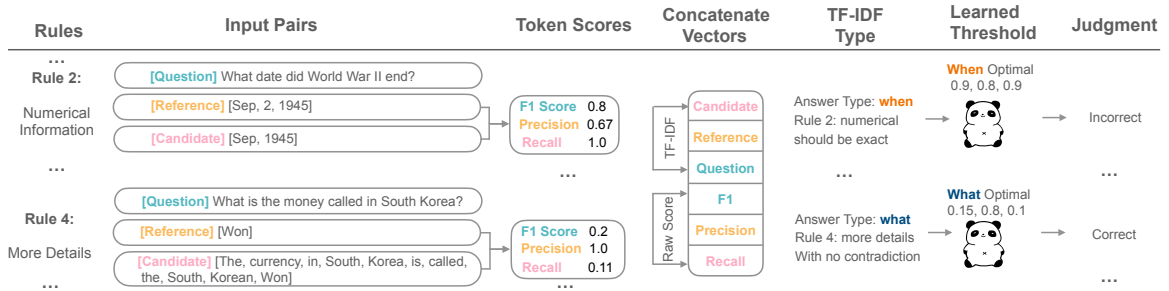 Rules
Input Pairs
Token Scores
Concatenate
Vectors
TF-IDF
Type
Learned
Threshold
Judgment
...
Rule 2:
Numerical
Information
...
[Question] What date did World War II end?
[Reference] [Sep, 2, 1945]
[Candidate] [Sep, 1945]
F1 Score 0.8
Precision 0.67
Recall 1.0
...
Rule 4:
More Details
...
[Question] What is the money called in South Korea?
[Reference] [Won]
[Candidate] [The, currency, in, South, Korea, is, called,
the, South, Korean, Won]
F1 Score 0.2
Precision 1.0
Recall 0.11
...
TF-IDF
Raw Score
Candidate
Reference
Question
F1
Precision
Recall
Answer Type: when
Rule 2: numerical
should be exact
...
Answer Type: what
Rule 4: more details
With no contradiction
When Optimal
0.9, 0.8, 0.9
What Optimal
0.15, 0.8, 0.1
Incorrect
...
Correct
...